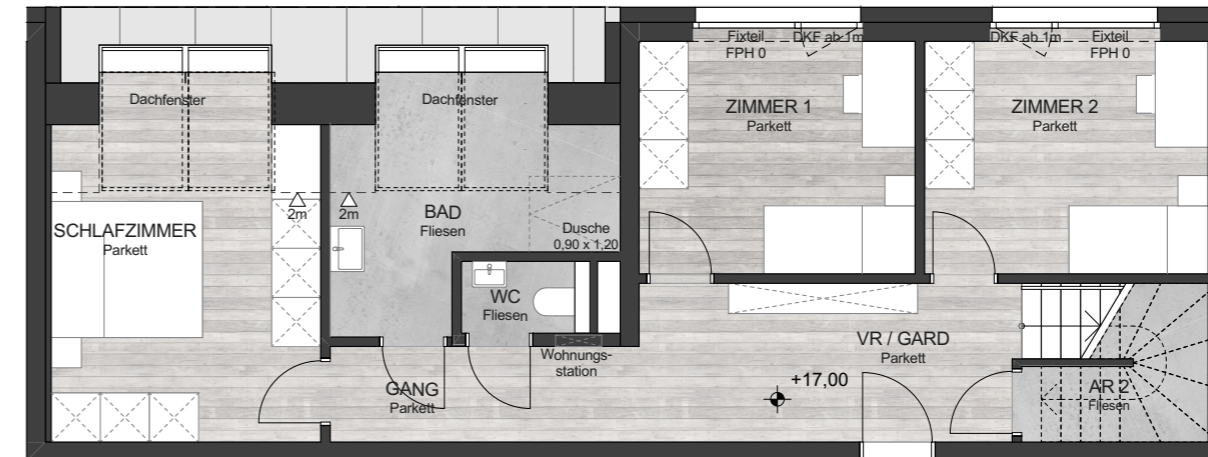 Fixteil
FPH 0
DKF ab 1m
DKF ab 1m
Fixteil
FPH 0
Dachfenster
Dachfenster
ZIMMER 1
Parkett
ZIMMER 2
Parkett
2m
2m
SCHLAFZIMMER
Parkett
BAD
Fliesen
Dusche
0,90 x 1,20
WC
Fliesen
Wohnungs-
station
VR / GARD
Parkett
+17,00
GANG
Parkett
AR 2
Fliesen